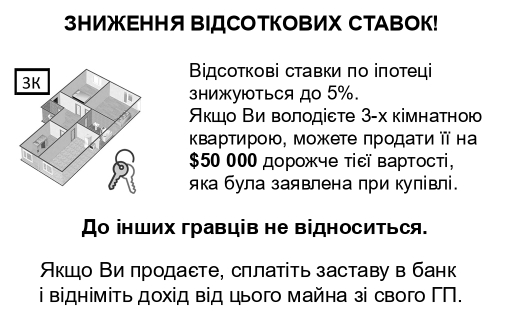 ЗНИЖЕННЯ ВІДСОТКОВИХ СТАВОК!
3К
Відсоткові ставки по іпотеці
знижуються до 5%.
Якщо Ви володієте 3-х кімнатною
квартирою, можете продати її на
$50 000 дорожче тієї вартості,
яка була заявлена при купівлі.
До інших гравців не відноситься.
Якщо Ви продаєте, сплатіть заставу в банк
і відніміть дохід від цього майна зі свого ГП.